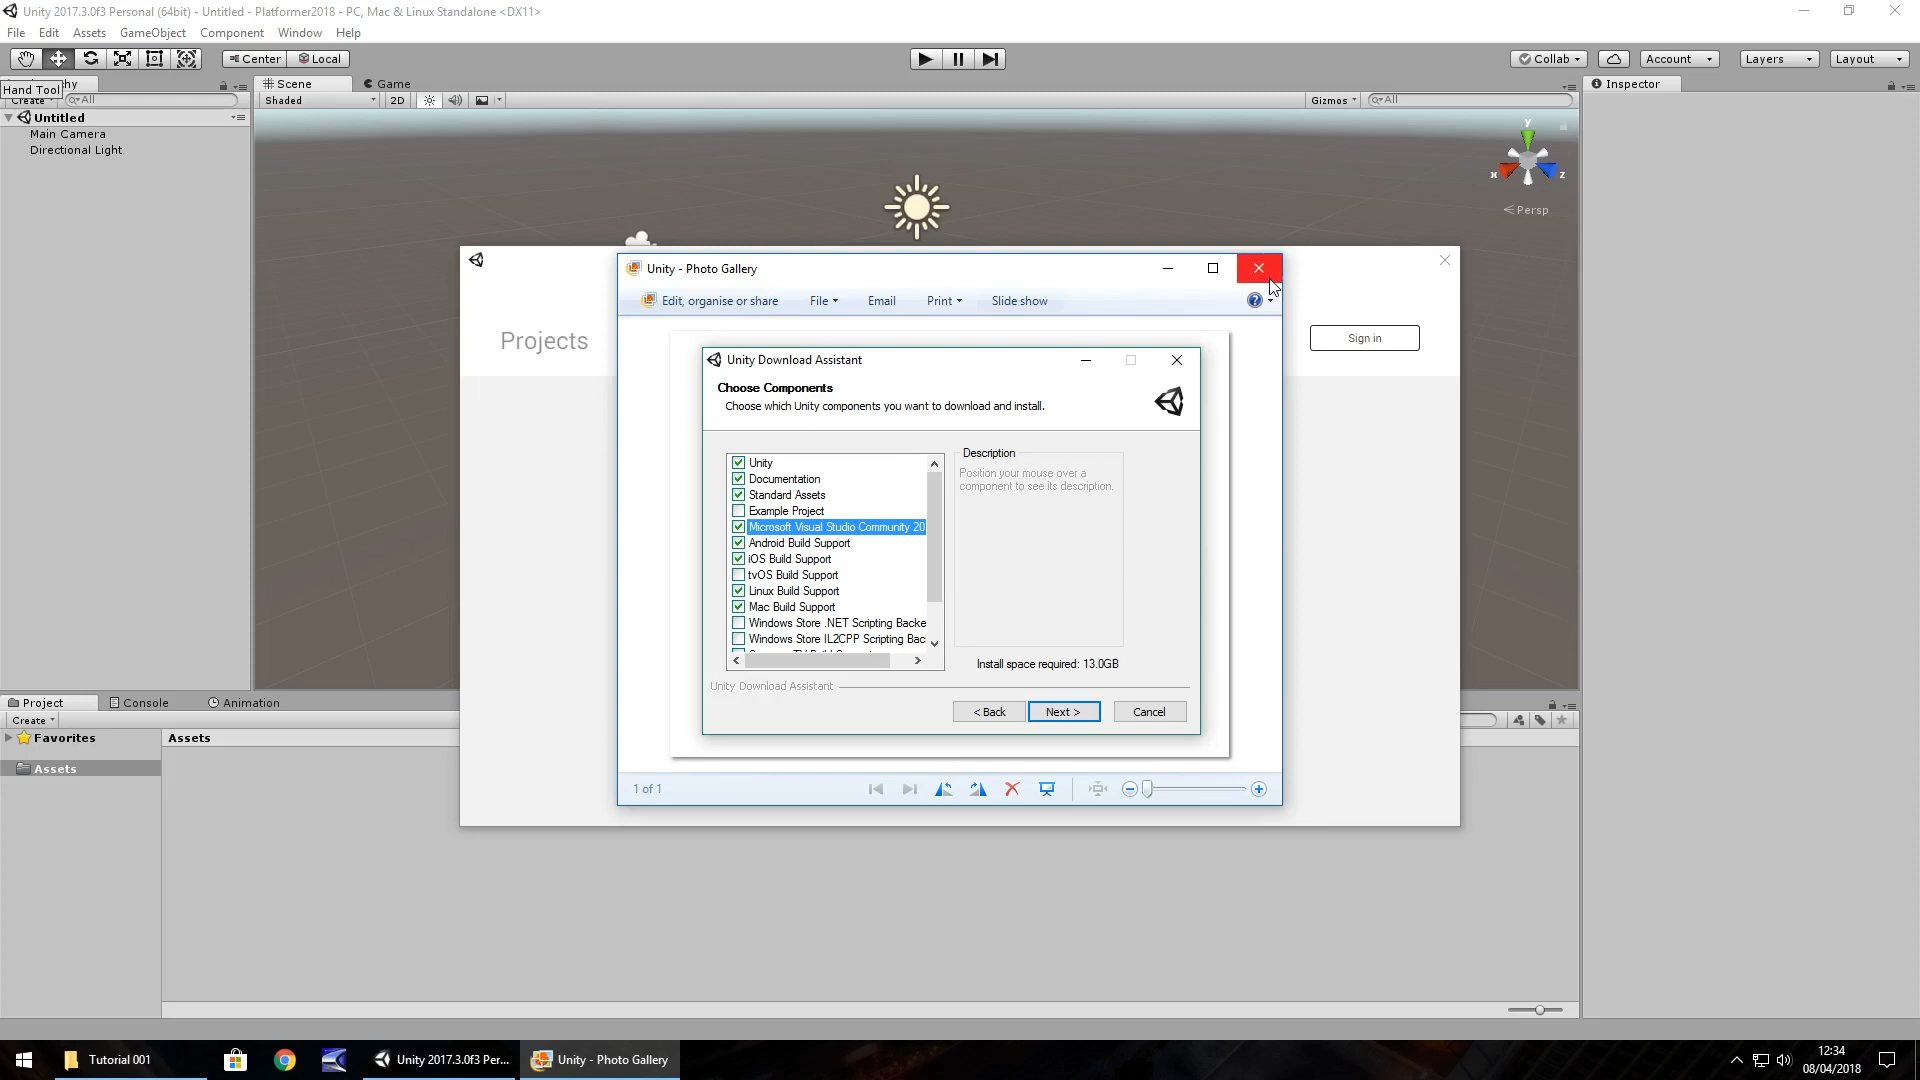 Unity 2017.3.0f3 Personal (64bit) - Untitled - Platformer2018 - PC, Mac & Linux Standalone <DX11>
File Edit Assets GameObject Component Window Help
Center Local Collab Account Layers Layout
Hand Tool
Scene Game Inspector
Create All Shaded 2D Gizmos All
Untitled
Main Camera
Directional Light
y
x z
Persp
Unity - Photo Gallery
Edit, organise or share File Email Print Slide show
Projects
Sign in
Unity Download Assistant
Choose Components
Choose which Unity components you want to download and install.
Unity
Documentation
Standard Assets
Example Project
Microsoft Visual Studio Community 20
Android Build Support
iOS Build Support
tvOS Build Support
Linux Build Support
Mac Build Support
Windows Store .NET Scripting Backe
Windows Store IL2CPP Scripting Bac
Description
Position your mouse over a
component to see its description.
Install space required: 13.0GB
Unity Download Assistant
< Back Next > Cancel
1 of 1
Project Console Animation
Create
Favorites
Assets
Assets
Tutorial 001 Unity 2017.3.0f3 Per... Unity - Photo Gallery
12:34
08/04/2018